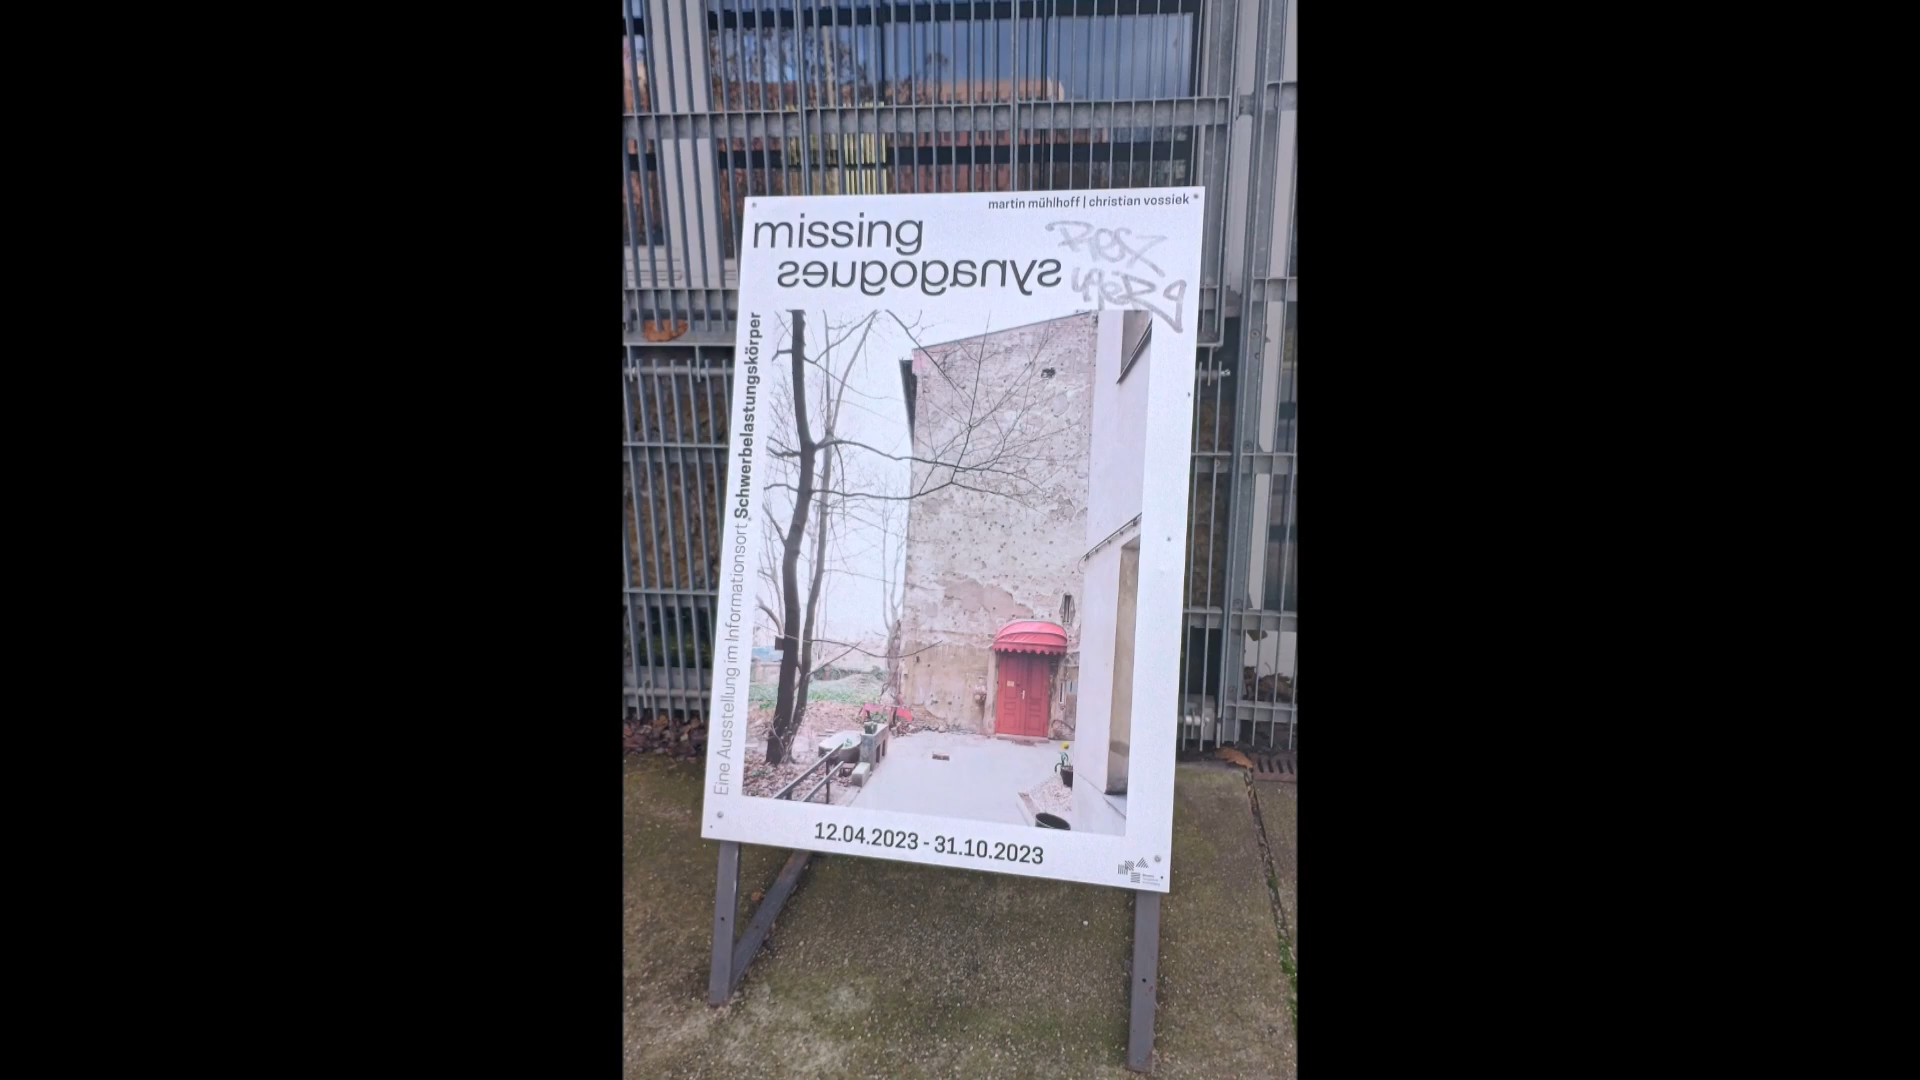 martin mühlhoff | christian vossiek
missing
synagogues
Eine Ausstellung im Informationsort Schwerbelastungskörper
12.04.2023 - 31.10.2023